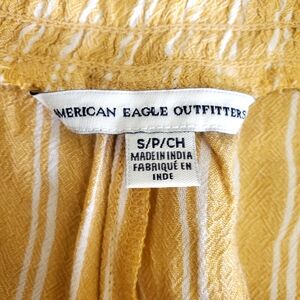 AMERICAN EAGLE OUTFITTERS
S/P/CH
MADE IN INDIA
FABRIQUÉ EN
INDE